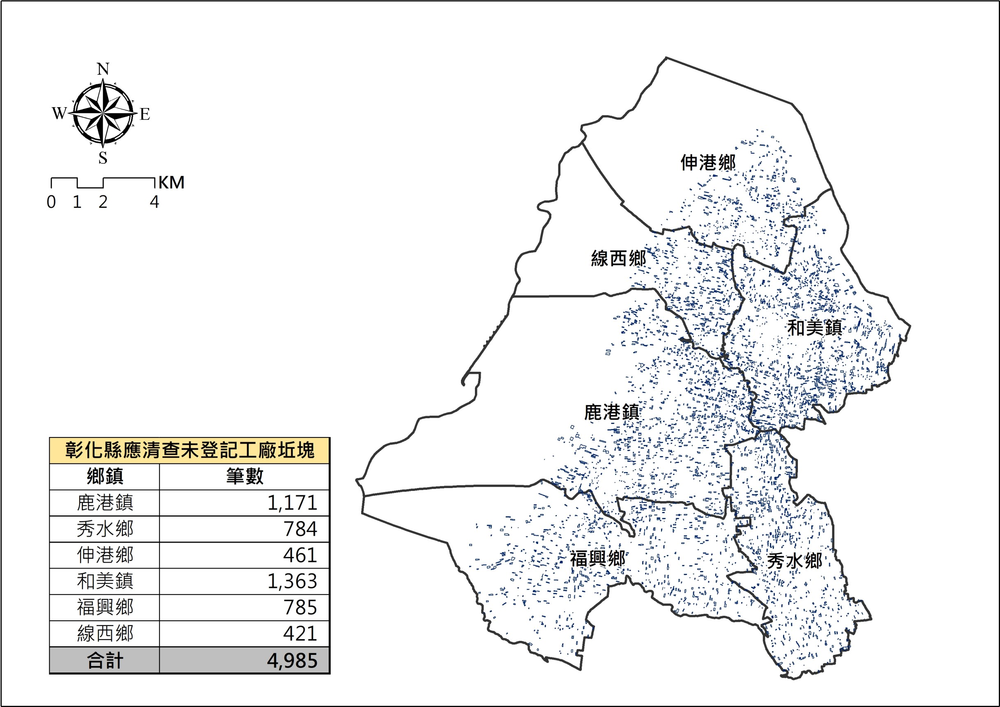 N
W E
S
KM
0 1 2 4
伸港鄉
線西鄉
和美鎮
鹿港鎮
福興鄉
秀水鄉
彰化縣應清查未登記工廠坵塊
鄉鎮 筆數
鹿港鎮 1,171
秀水鄉 784
伸港鄉 461
和美鎮 1,363
福興鄉 785
線西鄉 421
合計 4,985